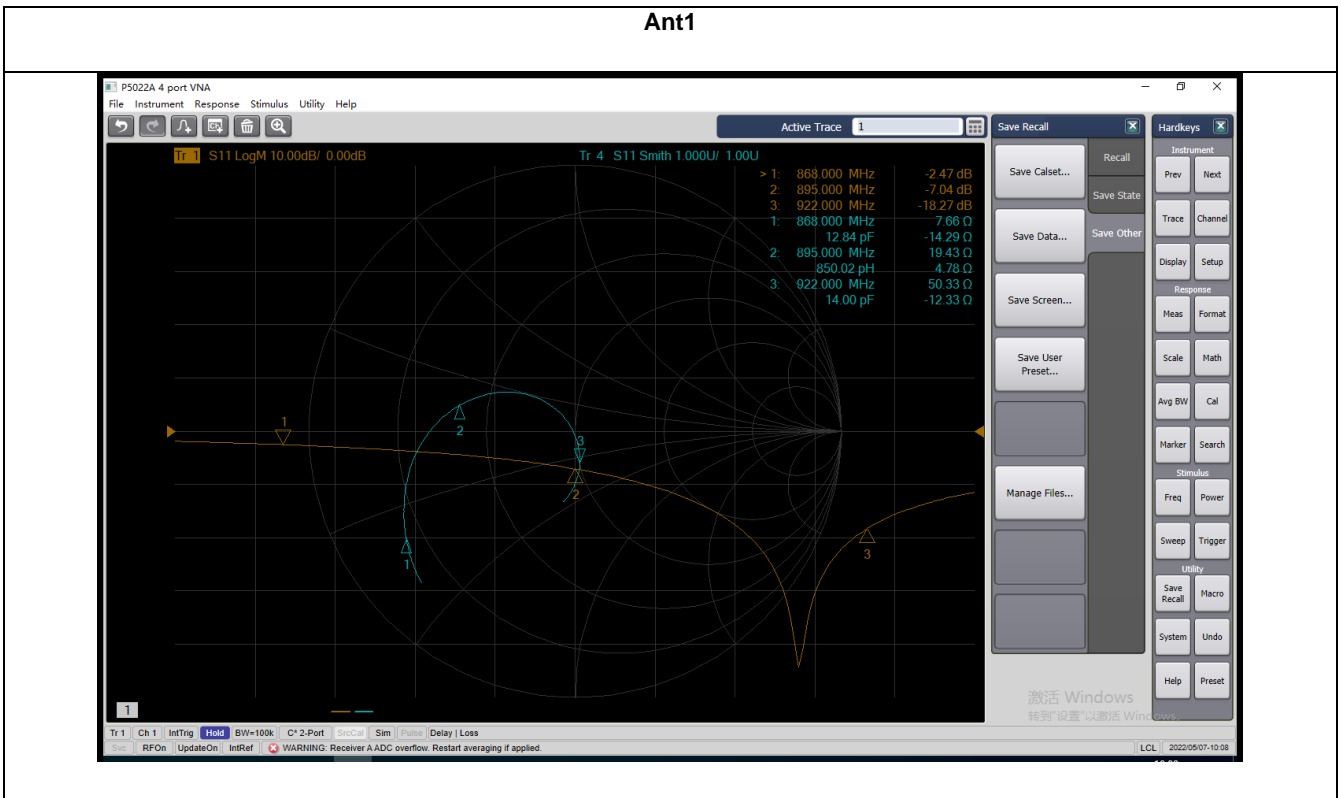 Ant1
P5022A 4 port VNA
File Instrument Response Stimulus Utility Help
Active Trace 1
Tr 1 S11 LogM 10.00dB/ 0.00dB
Tr 4 S11 Smith 1.000U/ 1.00U
> 1: 868.000 MHz -2.47 dB
2: 895.000 MHz -7.04 dB
3: 922.000 MHz -18.27 dB
1: 868.000 MHz 7.66 Ω
12.84 pF -14.29 Ω
2: 895.000 MHz 19.43 Ω
850.02 pH 4.78 Ω
3: 922.000 MHz 50.33 Ω
14.00 pF -12.33 Ω
1
2
3
1
2
3
1
Save Recall
Save Calset...
Save Data...
Save Screen...
Save User
Preset...
Manage Files...
Recall
Save State
Save Other
Hardkeys
Instrument
Prev Next
Trace Channel
Display Setup
Response
Meas Format
Scale Math
Avg BW Cal
Marker Search
Stimulus
Freq Power
Sweep Trigger
Utility
Save
Recall Macro
System Undo
Help Preset
激活 Windows
转到"设置"以激活 Windows。
Tr 1 Ch 1 IntTrig Hold BW=100k C* 2-Port SrcCal Sim Pulse Delay | Loss
Svc RFOn UpdateOn IntRef WARNING: Receiver A ADC overflow. Restart averaging if applied. LCL 2022/05/07-10:08